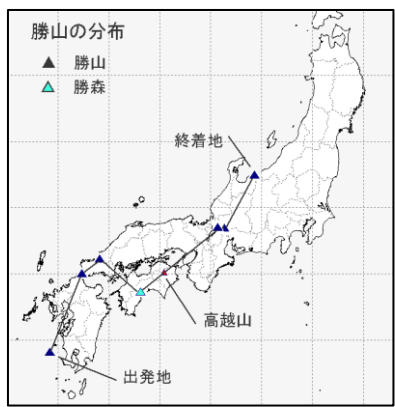 勝山の分布
▲ 勝山
▲ 勝森
終着地
高越山
出発地